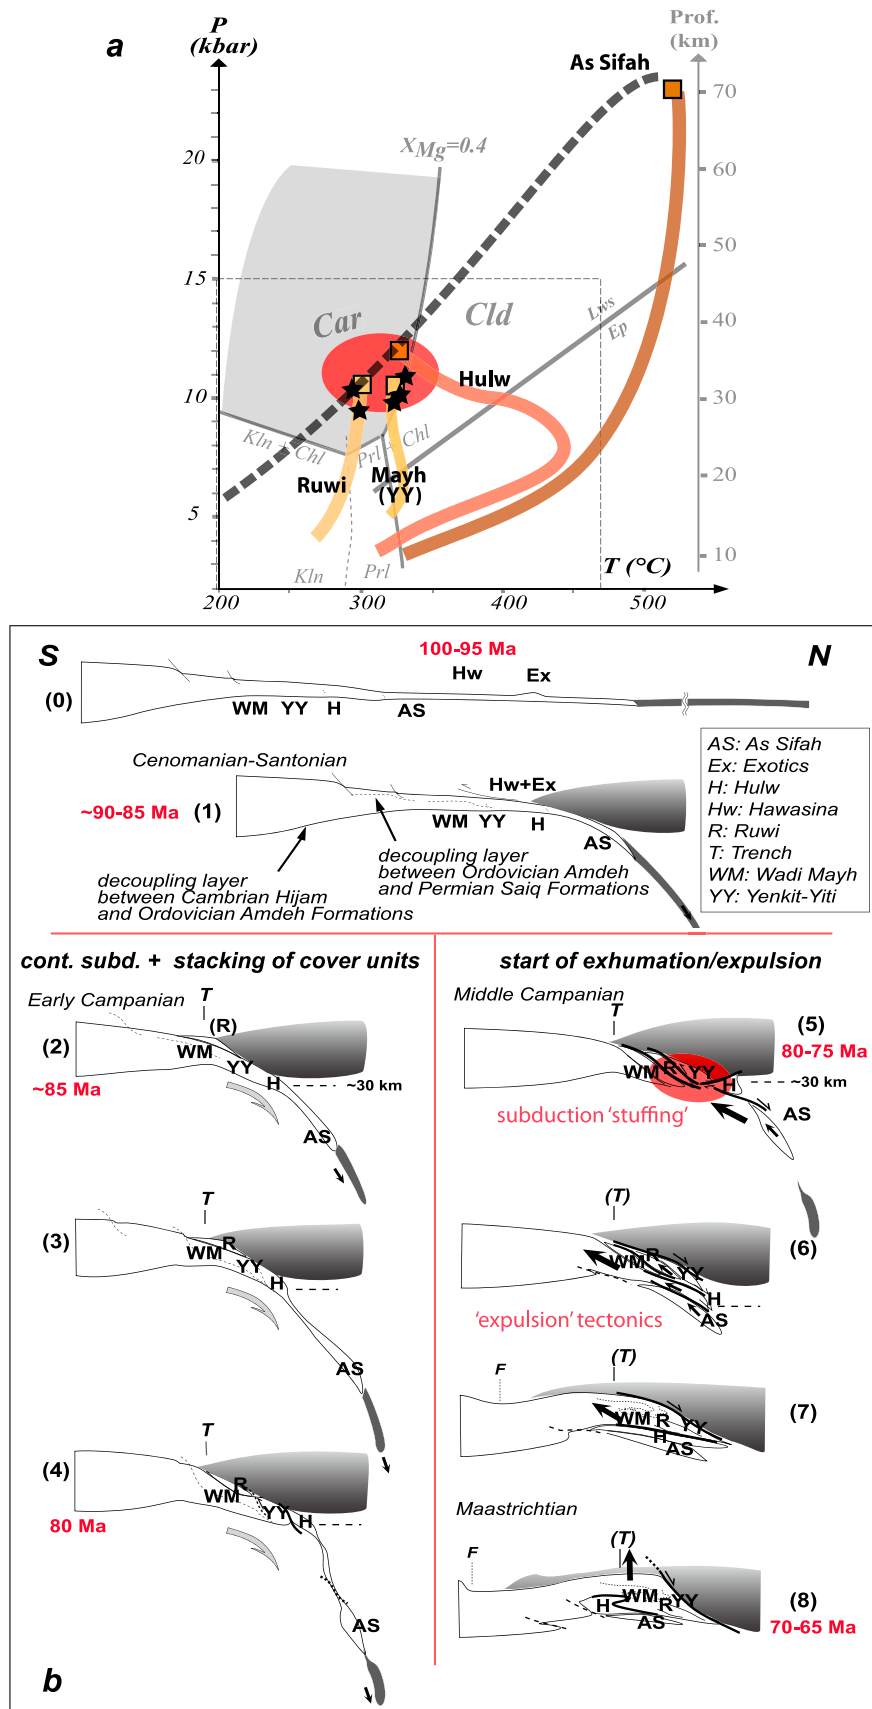 a
P
(kbar)
Prof.
(km)
As Sifah
70
XMg=0.4
20
60
50
15
Car
Cld
Lws
Ep
40
Hulw
10
30
Kln + Chl
Prl + Chl
Ruwi
Mayh
(YY)
20
5
10
Kln
Prl
T (°C)
200
300
400
500
S
100-95 Ma
N
Hw
Ex
(0)
WM
YY
H
AS
Cenomanian-Santonian
Hw+Ex
~90-85 Ma
(1)
WM
YY
H
AS
decoupling layer
between Cambrian Hijam
and Ordovician Amdeh Formations
decoupling layer
between Ordovician Amdeh
and Permian Saiq Formations
AS: As Sifah
Ex: Exotics
H: Hulw
Hw: Hawasina
R: Ruwi
T: Trench
WM: Wadi Mayh
YY: Yenkit-Yiti
cont. subd. + stacking of cover units
Early Campanian
T
(R)
(2)
WM
YY
H
~30 km
~85 Ma
AS
T
(3)
R
WM
YY
H
AS
T
(4)
R
WM
YY
H
80 Ma
AS
start of exhumation/expulsion
Middle Campanian
T
(5)
80-75 Ma
WM
R
YY
H
~30 km
AS
subduction 'stuffing'
(T)
(6)
WM
R
YY
H
AS
'expulsion' tectonics
F
(T)
(7)
WM
R
YY
H
AS
Maastrichtian
F
(T)
(8)
WM
H
R
YY
AS
70-65 Ma
b